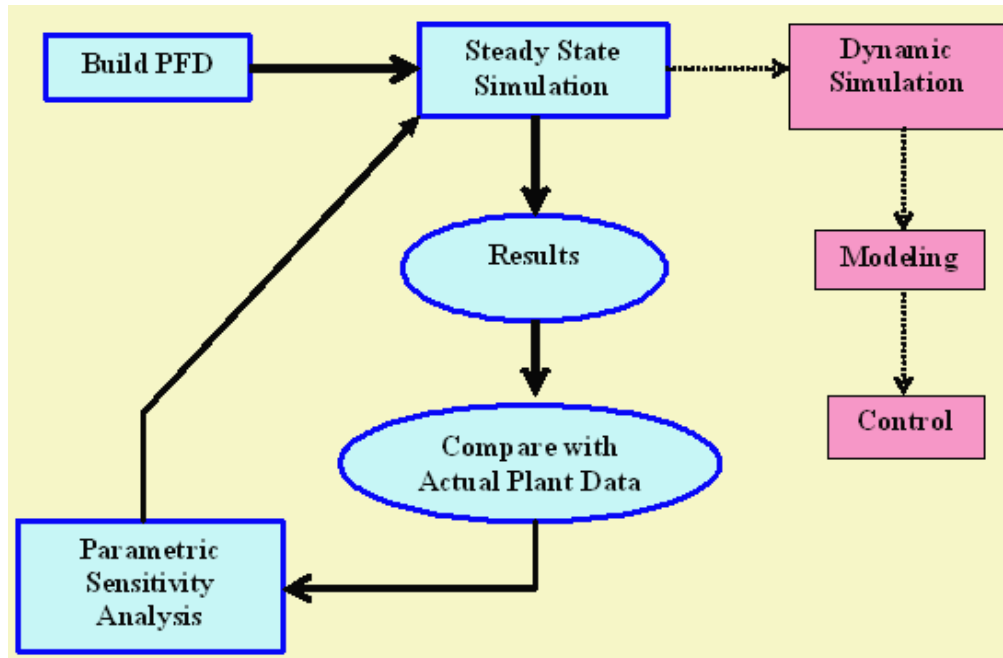 Build PFD
Steady State
Simulation
Dynamic
Simulation
Results
Modeling
Compare with
Actual Plant Data
Control
Parametric
Sensitivity
Analysis